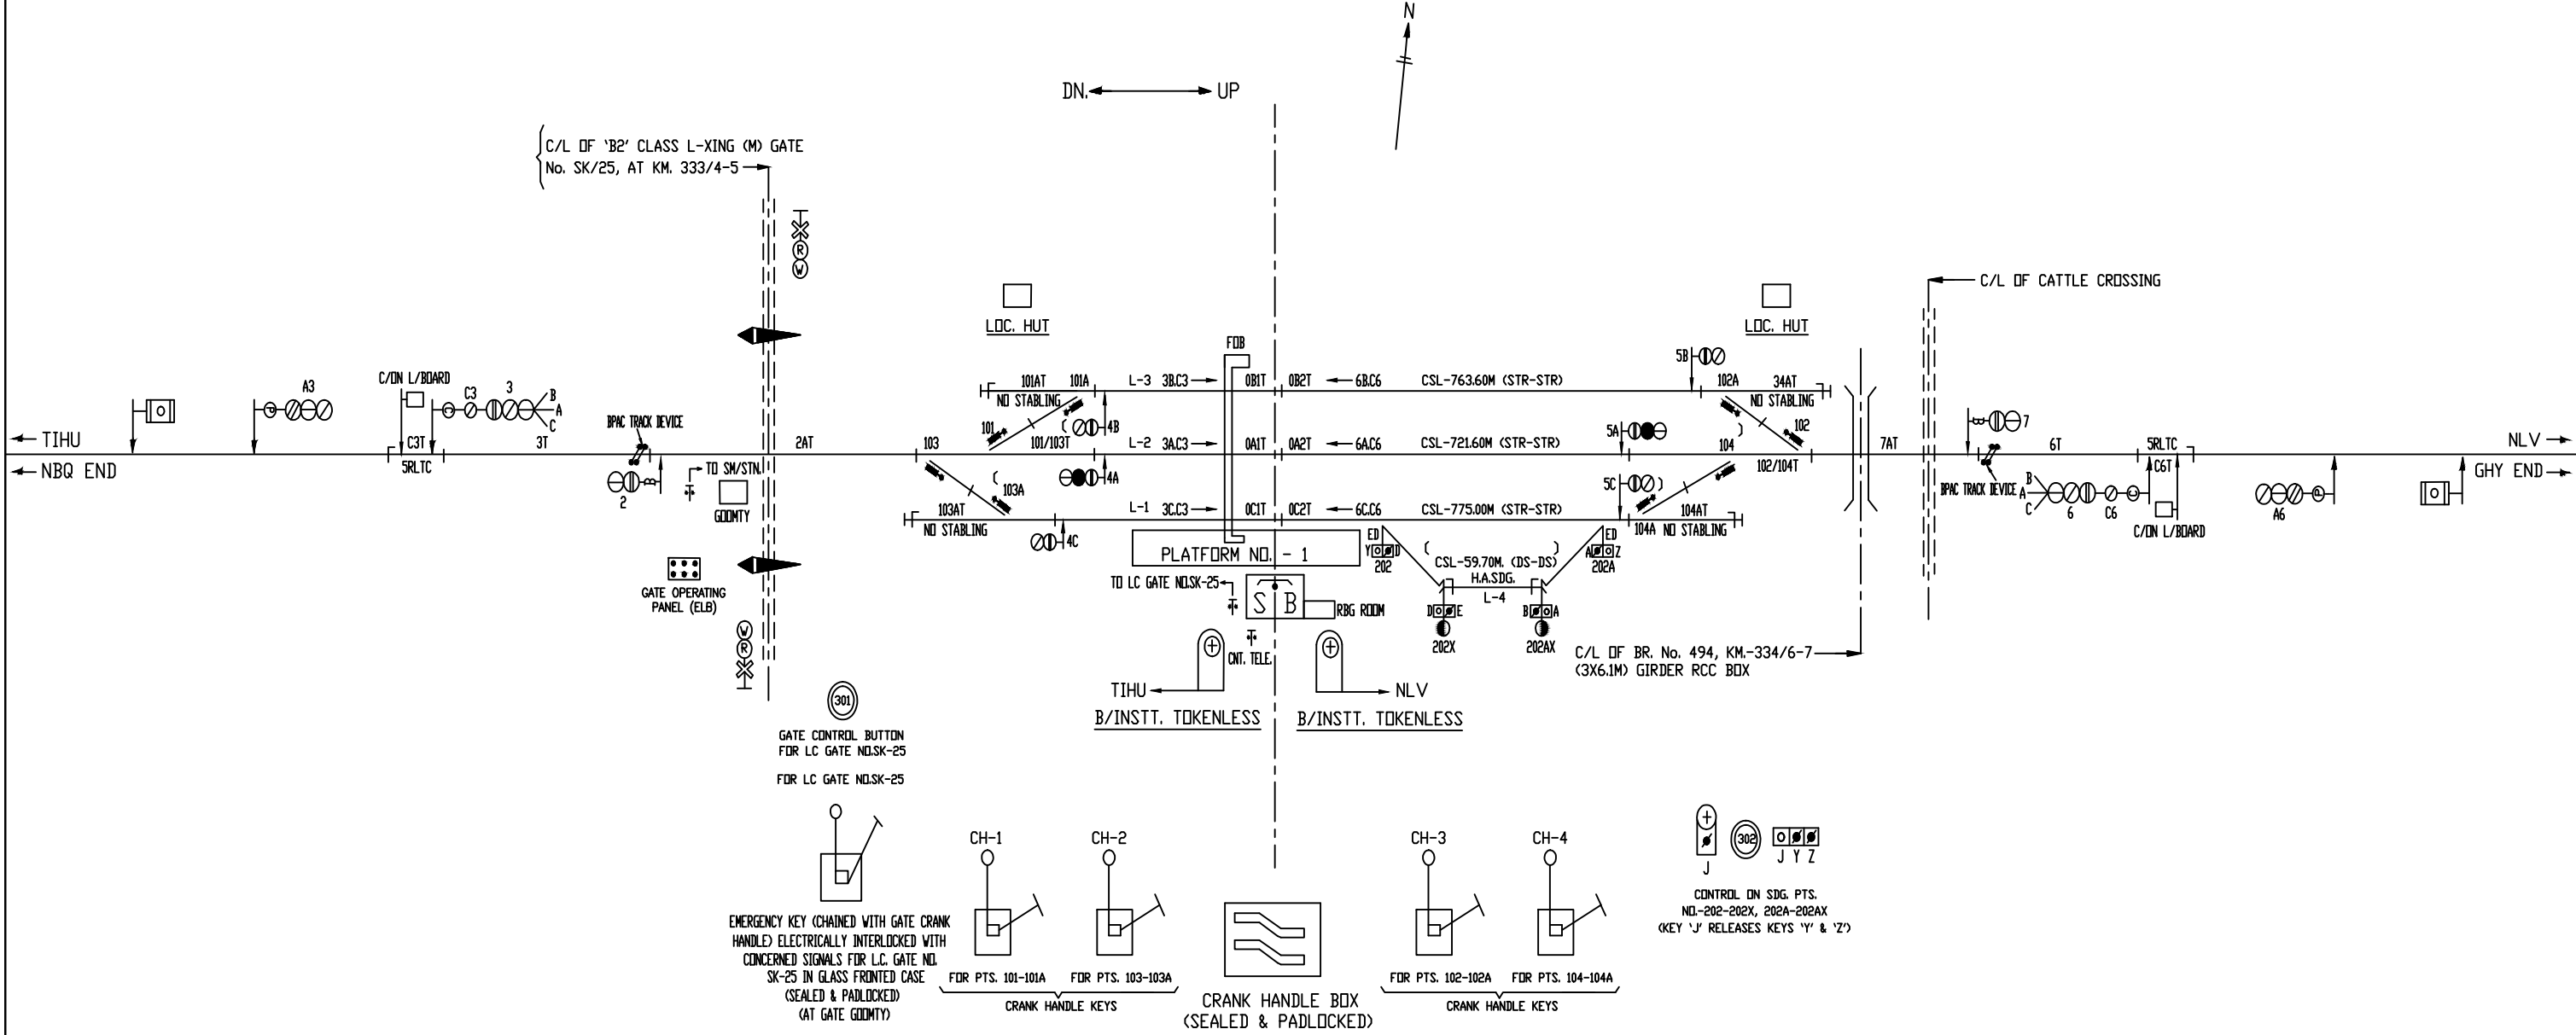 N
DN. UP
C/L OF 'B2' CLASS L-XING (M) GATE
No. SK/25, AT KM. 333/4-5
R
W
C/L OF CATTLE CROSSING
LOC. HUT
LOC. HUT
FOB
A3
C/ON L/BOARD
C3
3
B
A
C
P
C
BPAC TRACK DEVICE
101AT 101A
NO STABLING
L-3 3B.C3 0B1T 0B2T 6B.C6 CSL-763.60M (STR-STR)
5B
102A 34AT
NO STABLING
101
4B
102
TIHU
NBQ END
C3T
5RLTC
3T
2AT
103
101/103T
L-2 3A.C3 0A1T 0A2T 6A.C6 CSL-721.60M (STR-STR)
5A
104
102/104T
7AT
B
7
6T
5RLTC
C6T
NLV
GHY END
2
B
TO SM/STN.
GOOMTY
103A
4A
5C
103AT
NO STABLING
L-1 3C.C3 0C1T 0C2T 6C.C6 CSL-775.00M (STR-STR)
104AT
104A NO STABLING
4C
BPAC TRACK DEVICE
B
A
C
6
C6
C
C/ON L/BOARD
A6
P
PLATFORM NO. - 1
ED
Y D
202
ED
A Z
202A
CSL-59.70M. (DS-DS)
H.A.SDG.
L-4
D E
202X
B A
202AX
GATE OPERATING
PANEL (ELB)
TO LC GATE NO.SK-25
S B
RBG ROOM
CNT. TELE.
W
R
C/L OF BR. No. 494, KM.-334/6-7
(3X6.1M) GIRDER RCC BOX
TIHU
B/INSTT. TOKENLESS
NLV
B/INSTT. TOKENLESS
301
GATE CONTROL BUTTON
FOR LC GATE NO.SK-25
FOR LC GATE NO.SK-25
EMERGENCY KEY (CHAINED WITH GATE CRANK
HANDLE) ELECTRICALLY INTERLOCKED WITH
CONCERNED SIGNALS FOR L.C. GATE NO.
SK-25 IN GLASS FRONTED CASE
(SEALED & PADLOCKED)
(AT GATE GOOMTY)
CH-1
CH-2
FOR PTS. 101-101A
FOR PTS. 103-103A
CRANK HANDLE KEYS
CRANK HANDLE BOX
(SEALED & PADLOCKED)
CH-3
CH-4
FOR PTS. 102-102A
FOR PTS. 104-104A
CRANK HANDLE KEYS
302
J
J Y Z
CONTROL ON SDG. PTS.
NO.-202-202X, 202A-202AX
(KEY 'J' RELEASES KEYS 'Y' & 'Z')